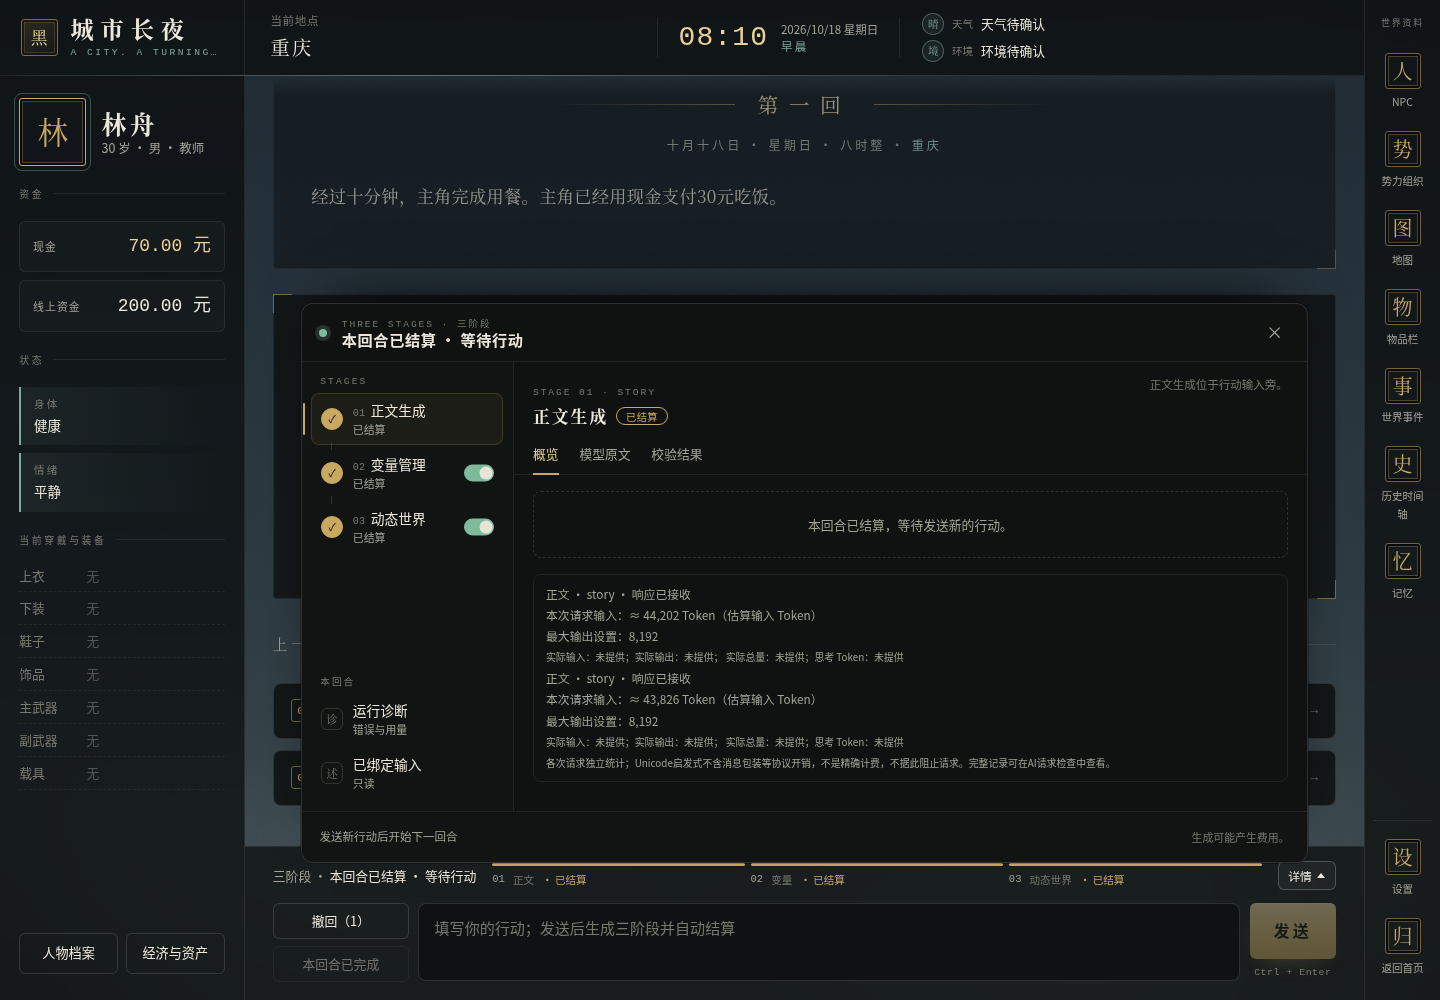 黑
城市长夜
A CITY. A TURNING…
当前地点
重庆
08:10
2026/10/18 星期日
早晨
晴 天气 天气待确认
境 环境 环境待确认
世界资料
林
林舟
30 岁 · 男 · 教师
资金
现金 70.00 元
线上资金 200.00 元
状态
身体
健康
情绪
平静
当前穿戴与装备
上衣 无
下装 无
鞋子 无
饰品 无
主武器 无
副武器 无
载具 无
人物档案 经济与资产
第一回
十月十八日 · 星期日 · 八时整 · 重庆
经过十分钟，主角完成用餐。主角已经用现金支付30元吃饭。
上一
THREE STAGES · 三阶段
本回合已结算 · 等待行动
×
STAGES
✓ 01 正文生成
已结算
✓ 02 变量管理
已结算
✓ 03 动态世界
已结算
本回合
诊 运行诊断
错误与用量
述 已绑定输入
只读
正文生成位于行动输入旁。
STAGE 01 · STORY
正文生成 已结算
概览 模型原文 校验结果
本回合已结算，等待发送新的行动。
正文 · story · 响应已接收
本次请求输入：≈ 44,202 Token（估算输入 Token）
最大输出设置：8,192
实际输入：未提供；实际输出：未提供； 实际总量：未提供；思考 Token：未提供
正文 · story · 响应已接收
本次请求输入：≈ 43,826 Token（估算输入 Token）
最大输出设置：8,192
实际输入：未提供；实际输出：未提供； 实际总量：未提供；思考 Token：未提供
各次请求独立统计；Unicode启发式不含消息包装等协议开销，不是精确计费，不据此阻止请求。完整记录可在AI请求检查中查看。
发送新行动后开始下一回合
生成可能产生费用。
→
→
三阶段 · 本回合已结算 · 等待行动
01 正文 · 已结算
02 变量 · 已结算
03 动态世界 · 已结算
详情
撤回（1）
本回合已完成
填写你的行动；发送后生成三阶段并自动结算
发送
Ctrl + Enter
人
NPC
势
势力组织
图
地图
物
物品栏
事
世界事件
史
历史时间
轴
忆
记忆
设
设置
归
返回首页